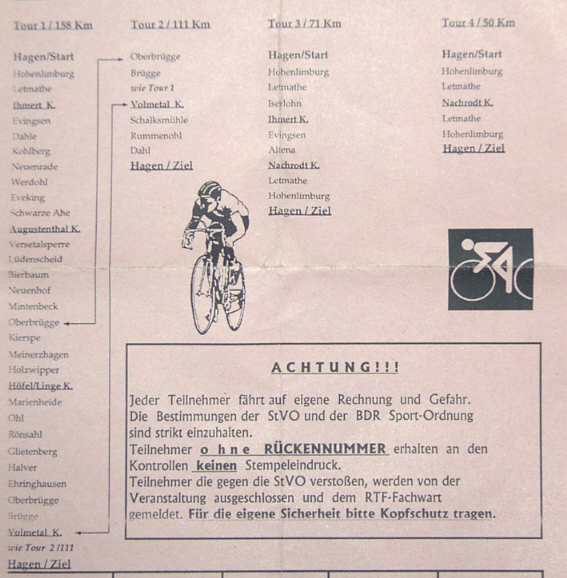 Tour 1 / 158 Km
Hagen/Start
Hohenlimburg
Letmathe
Ihmert K.
Evingsen
Dahle
Kohlberg
Neuenrade
Werdohl
Eveking
Schwarze Ahe
Augustenthal K.
Versetalsperre
Lüdenscheid
Bierbaum
Neuenhof
Mintenbeck
Oberbrügge
Kierspe
Meinerzhagen
Holzwipper
Höfel/Linge K.
Marienheide
Ohl
Rönsahl
Glietenberg
Halver
Ehringhausen
Oberbrügge
Brügge
Volmetal K.
wie Tour 2 /111
Hagen / Ziel
Tour 2 / 111 Km
Oberbrügge
Brügge
wie Tour 1
Volmetal K.
Schalksmühle
Rummenohl
Dahl
Hagen / Ziel
Tour 3 / 71 Km
Hagen/Start
Hohenlimburg
Letmathe
Iserlohn
Ihmert K.
Evingsen
Altena
Nachrodt K.
Letmathe
Hohenlimburg
Hagen / Ziel
Tour 4 / 50 Km
Hagen/Start
Hohenlimburg
Letmathe
Nachrodt K.
Letmathe
Hohenlimburg
Hagen / Ziel
ACHTUNG!!!
Jeder Teilnehmer fährt auf eigene Rechnung und Gefahr.
Die Bestimmungen der StVO und der BDR Sport-Ordnung
sind strikt einzuhalten.
Teilnehmer ohne RÜCKENNUMMER erhalten an den
Kontrollen keinen Stempeleindruck.
Teilnehmer die gegen die StVO verstoßen, werden von der
Veranstaltung ausgeschlossen und dem RTF-Fachwart
gemeldet. Für die eigene Sicherheit bitte Kopfschutz tragen.